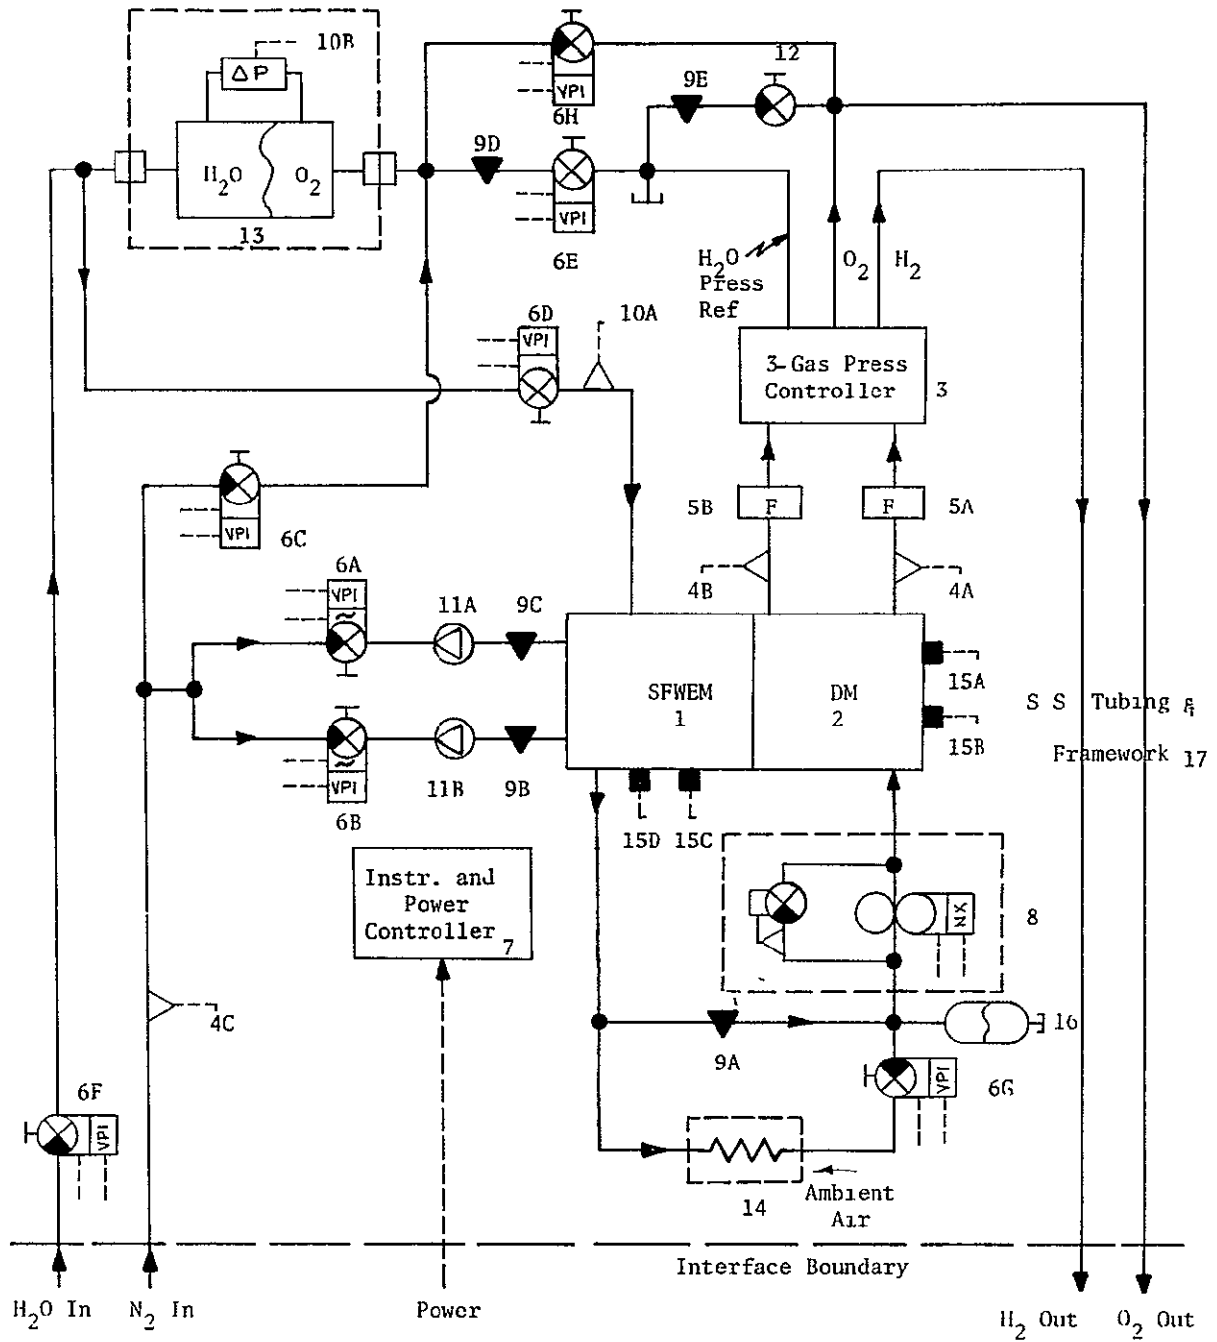 10B
ΔP
H2O
O2
13
VPI
6H
9D
VPI
6E
12
9E
H2O
Press
Ref
O2
H2
6D
VPI
10A
3-Gas Press
Controller
3
VPI
6C
5B
F
F
5A
4B
4A
6A
VPI
~
11A
9C
SFWEM
1
DM
2
15A
15B
S S Tubing &
Framework 17
~
VPI
6B
11B
9B
15D
15C
Instr. and
Power
Controller
7
NX
8
4C
9A
16
6F
VPI
VPI
6G
14
Ambient
Air
Interface Boundary
H2O In
N2 In
Power
H2 Out
O2 Out